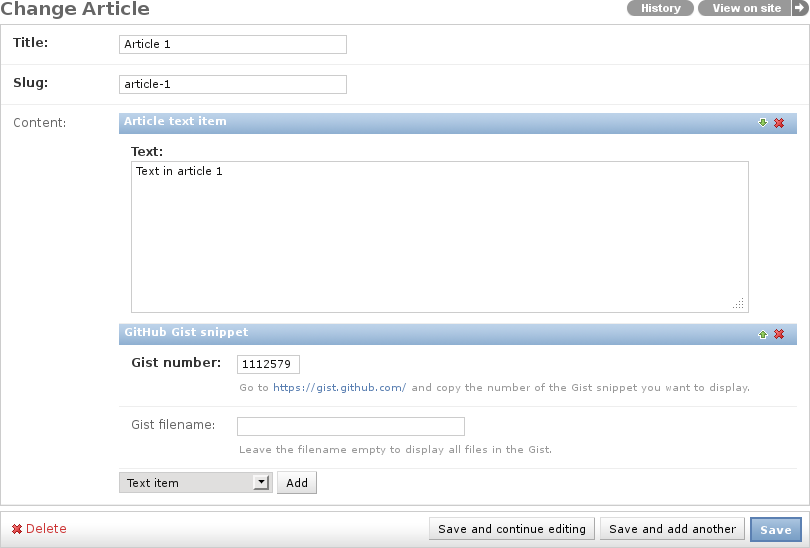 Change Article
History
View on site
Title:
Article 1
Slug:
article-1
Content:
Article text item
Text:
Text in article 1
GitHub Gist snippet
Gist number:
1112579
Go to https://gist.github.com/ and copy the number of the Gist snippet you want to display.
Gist filename:
Leave the filename empty to display all files in the Gist.
Text item
Add
Delete
Save and continue editing
Save and add another
Save